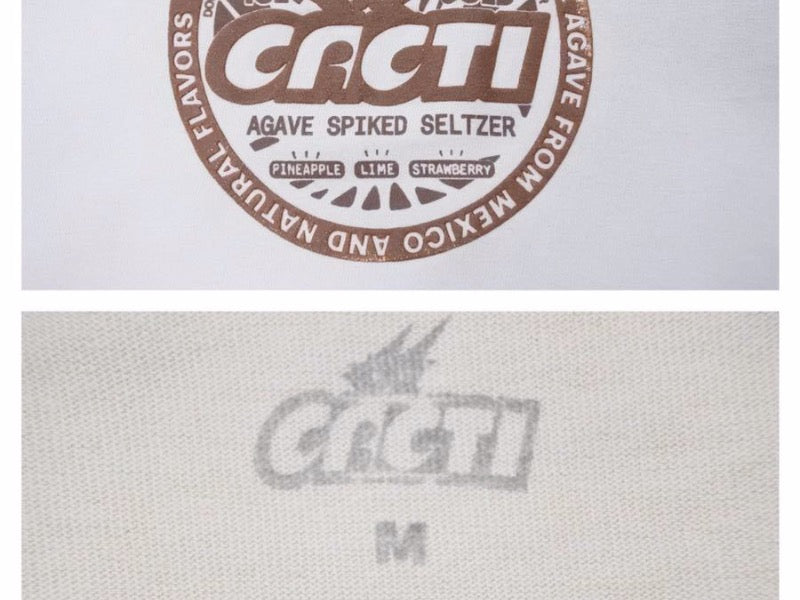 CACTI
AGAVE SPIKED SELTZER
PINEAPPLE LIME STRAWBERRY
AGAVE FROM MEXICO AND NATURAL FLAVORS
CACTI
M